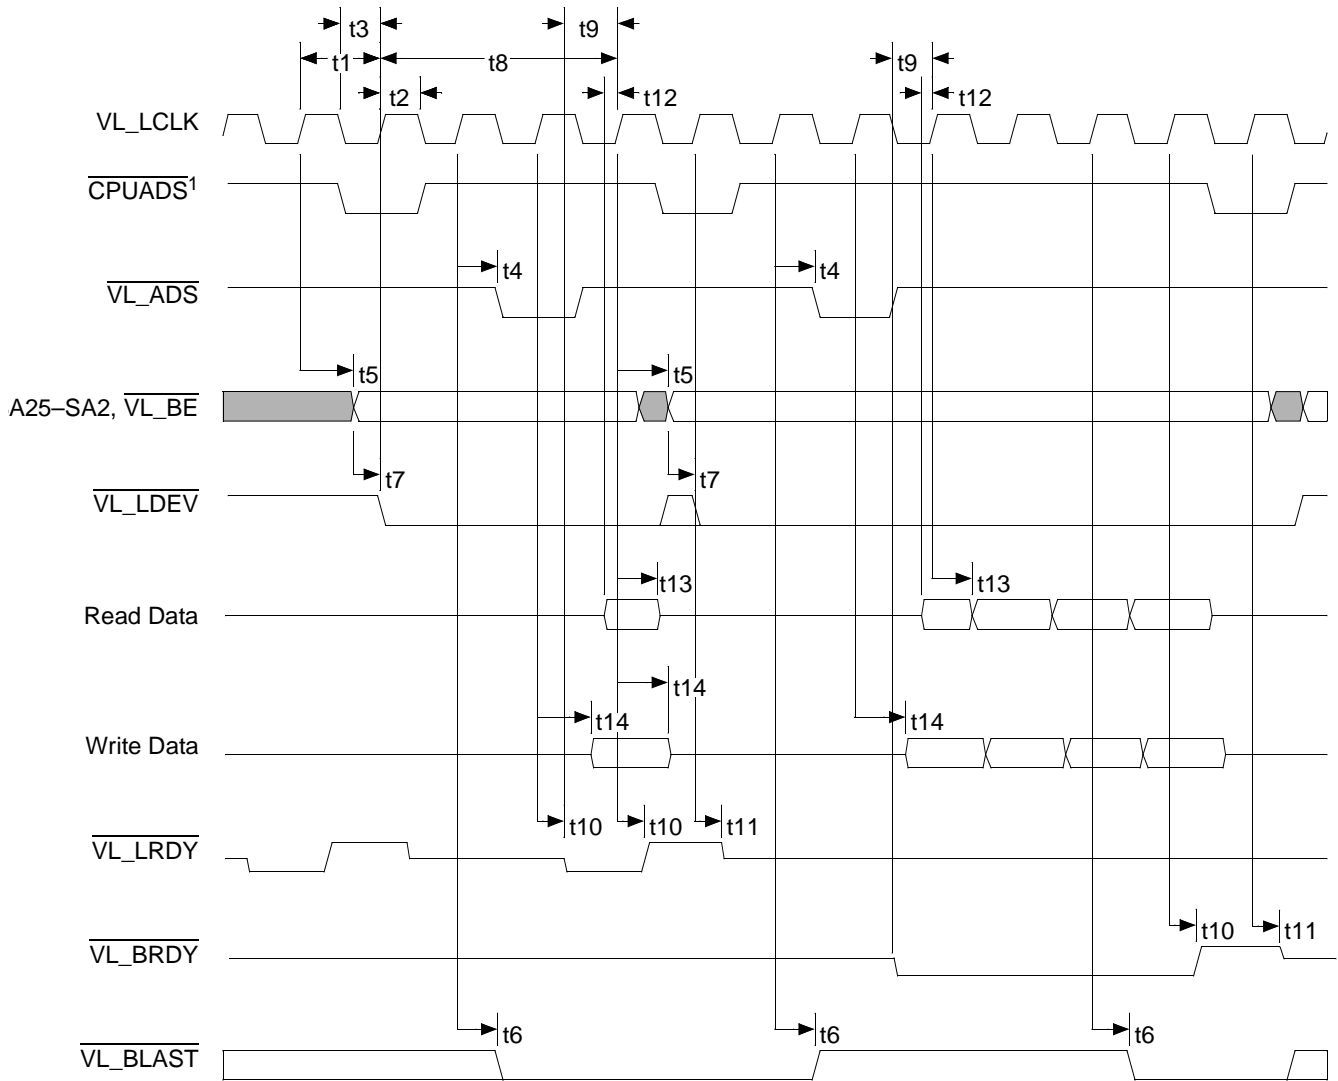 t3 t9
t1 t8 t9
t2 t12 t12
VL_LCLK
CPUADS1
t4 t4
VL_ADS
t5 t5
A25–SA2, VL_BE
t7 t7
VL_LDEV
t13 t13
Read Data
t14
t14 t14
Write Data
t10 t10 t11
VL_LRDY
t10 t11
VL_BRDY
t6 t6 t6
VL_BLAST